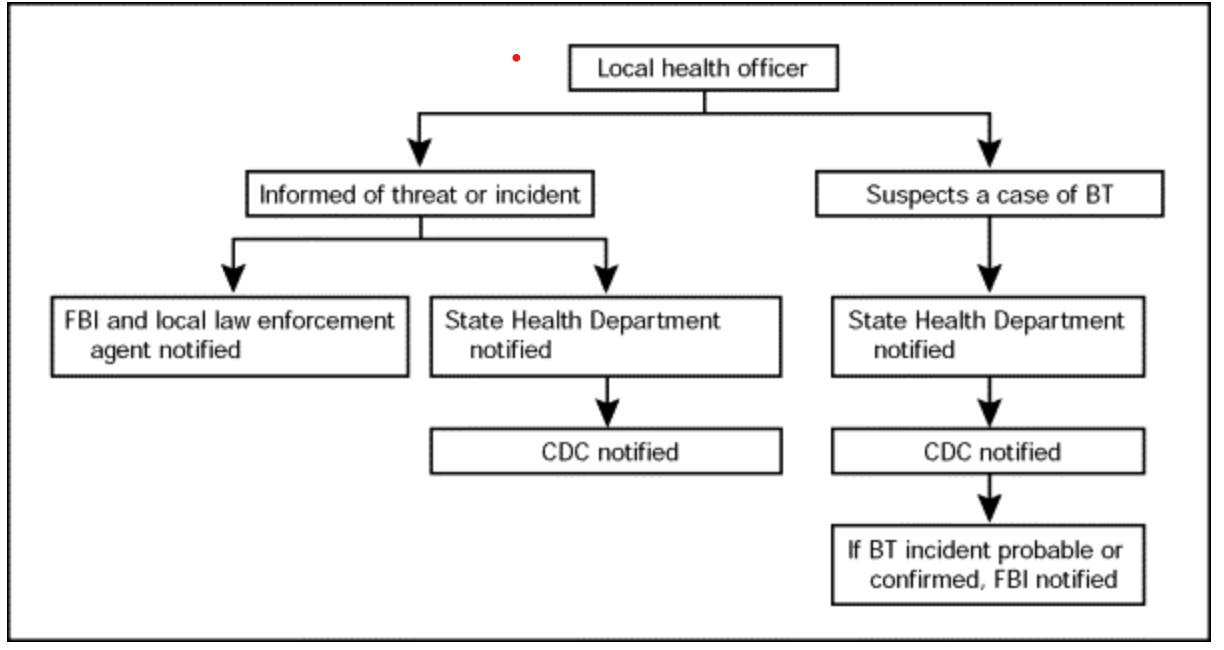 Local health officer
Informed of threat or incident
Suspects a case of BT
FBI and local law enforcement
agent notified
State Health Department
notified
State Health Department
notified
CDC notified
CDC notified
If BT incident probable or
confirmed, FBI notified